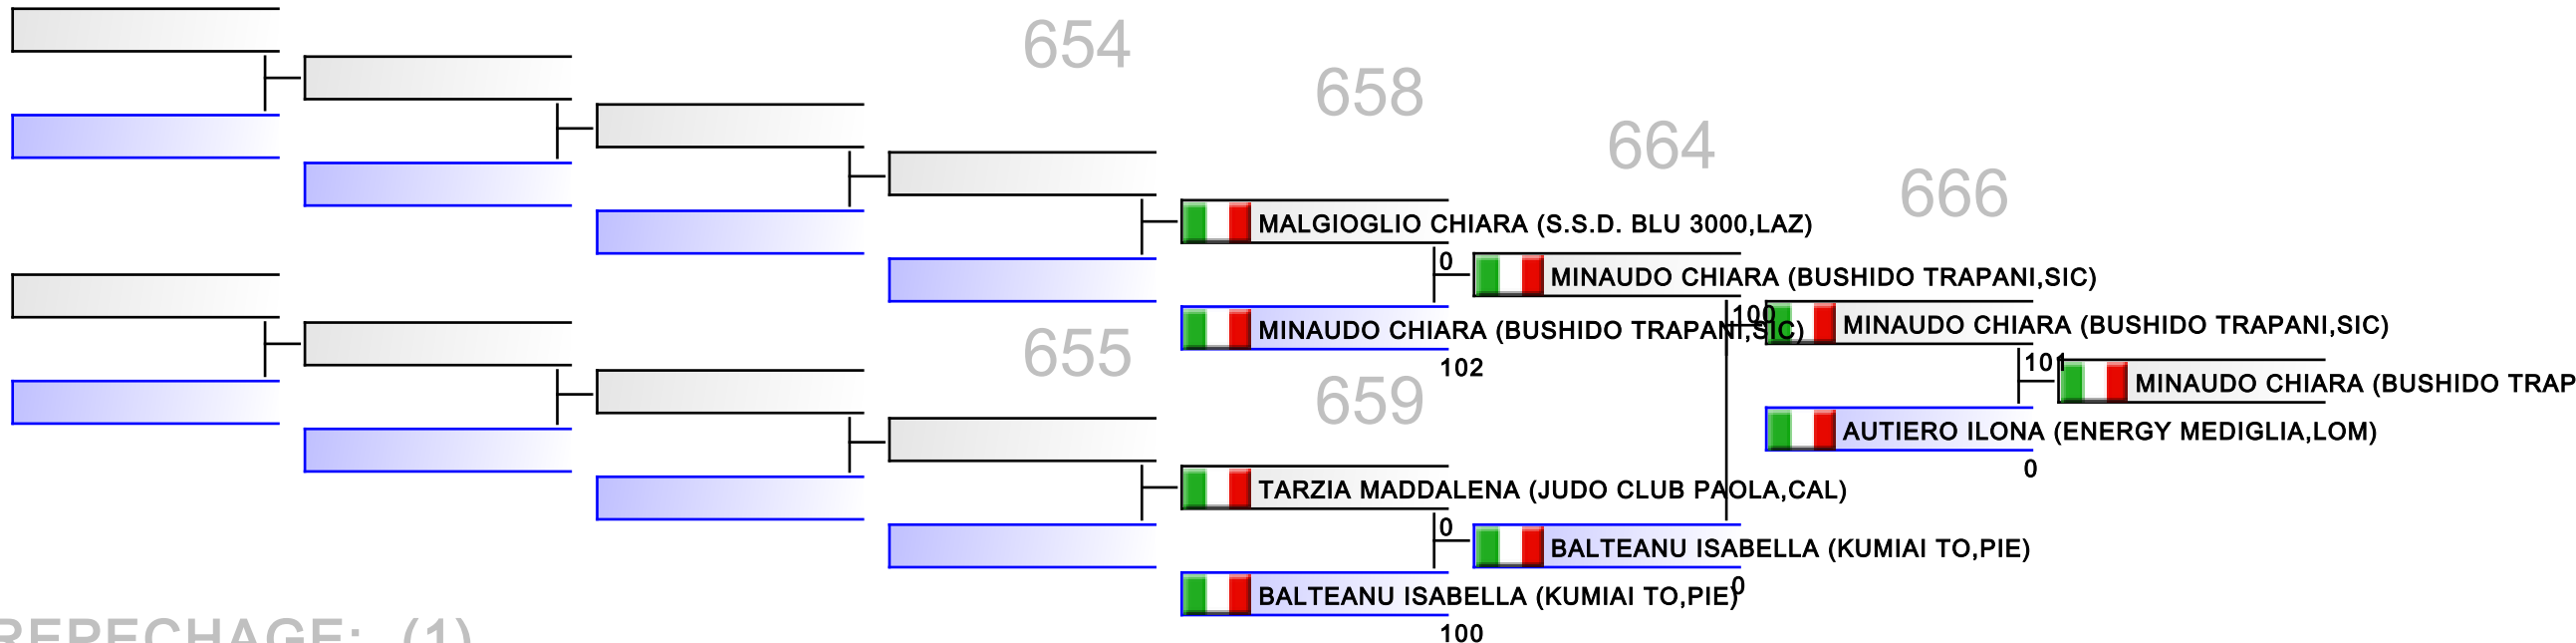 654
658
664
666
MALGIOGLIO CHIARA (S.S.D. BLU 3000,LAZ)
0
MINAUDO CHIARA (BUSHIDO TRAPANI,SIC)
100
MINAUDO CHIARA (BUSHIDO TRAPANI,SIC)
MINAUDO CHIARA (BUSHIDO TRAPANI,SIC)
655
102
101
MINAUDO CHIARA (BUSHIDO TRAP
659
AUTIERO ILONA (ENERGY MEDIGLIA,LOM)
0
TARZIA MADDALENA (JUDO CLUB PAOLA,CAL)
0
BALTEANU ISABELLA (KUMIAI TO,PIE)
0
BALTEANU ISABELLA (KUMIAI TO,PIE)
100
REPECHAGE: (1)